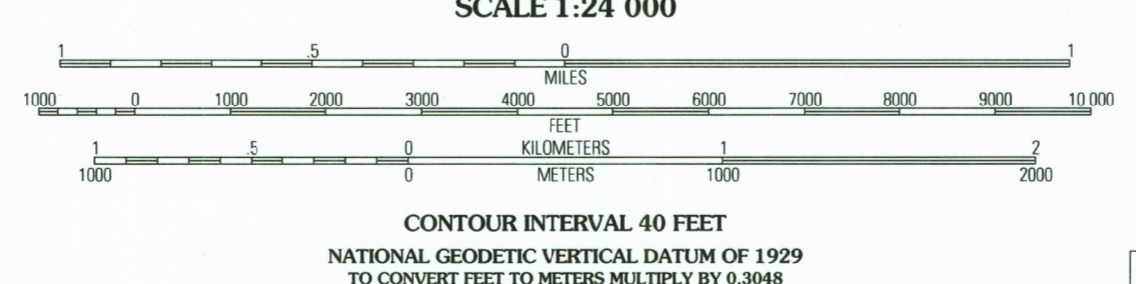 SCALE 1:24 000
1 .5 0 1
MILES
1000 0 1000 2000 3000 4000 5000 6000 7000 8000 9000 10 000
FEET
1 .5 0 KILOMETERS 1 2
1000 0 METERS 1000 2000
CONTOUR INTERVAL 40 FEET
NATIONAL GEODETIC VERTICAL DATUM OF 1929
TO CONVERT FEET TO METERS MULTIPLY BY 0.3048